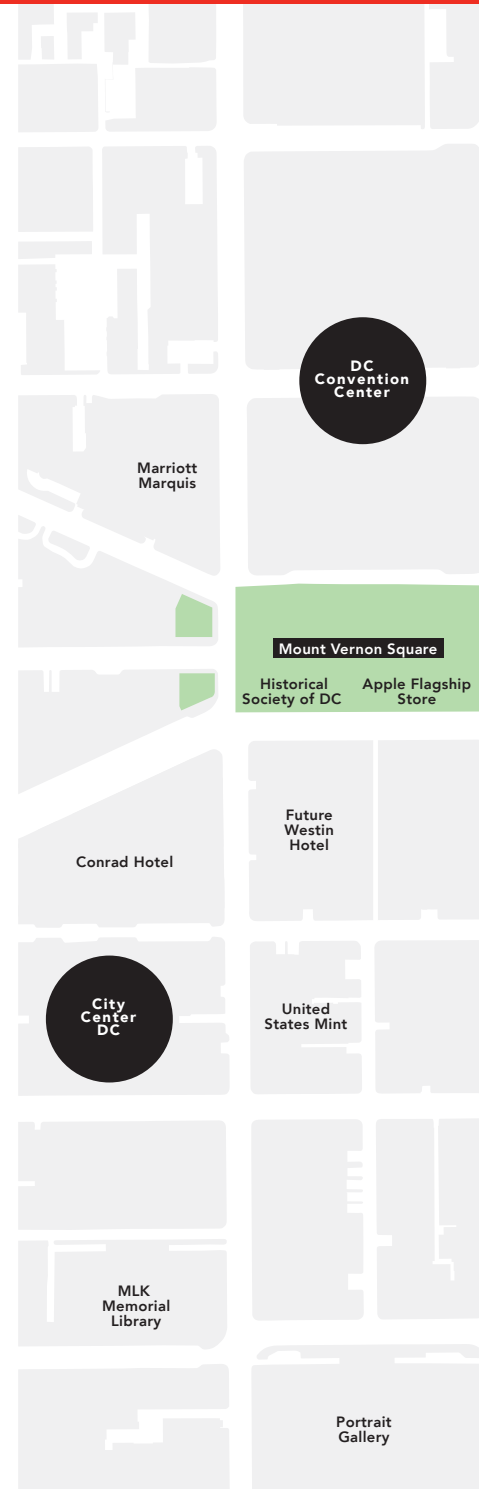 DC
Convention
Center
Marriott
Marquis
Mount Vernon Square
Historical
Society of DC
Apple Flagship
Store
Future
Westin
Hotel
Conrad Hotel
City
Center
DC
United
States Mint
MLK
Memorial
Library
Portrait
Gallery